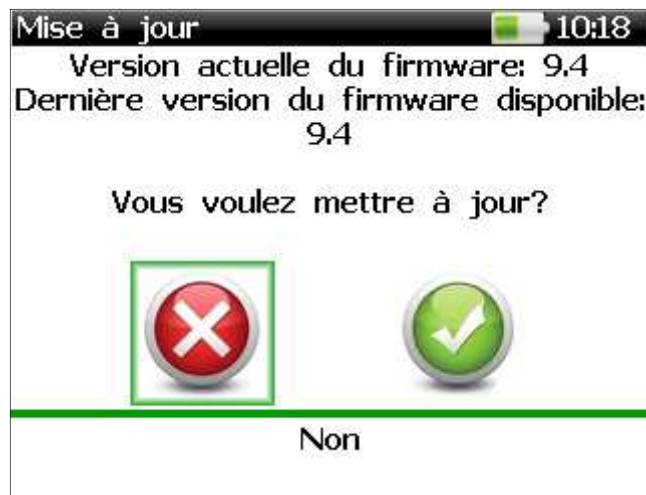 Mise à jour 10:18
Version actuelle du firmware: 9.4
Dernière version du firmware disponible:
9.4
Vous voulez mettre à jour?
Non